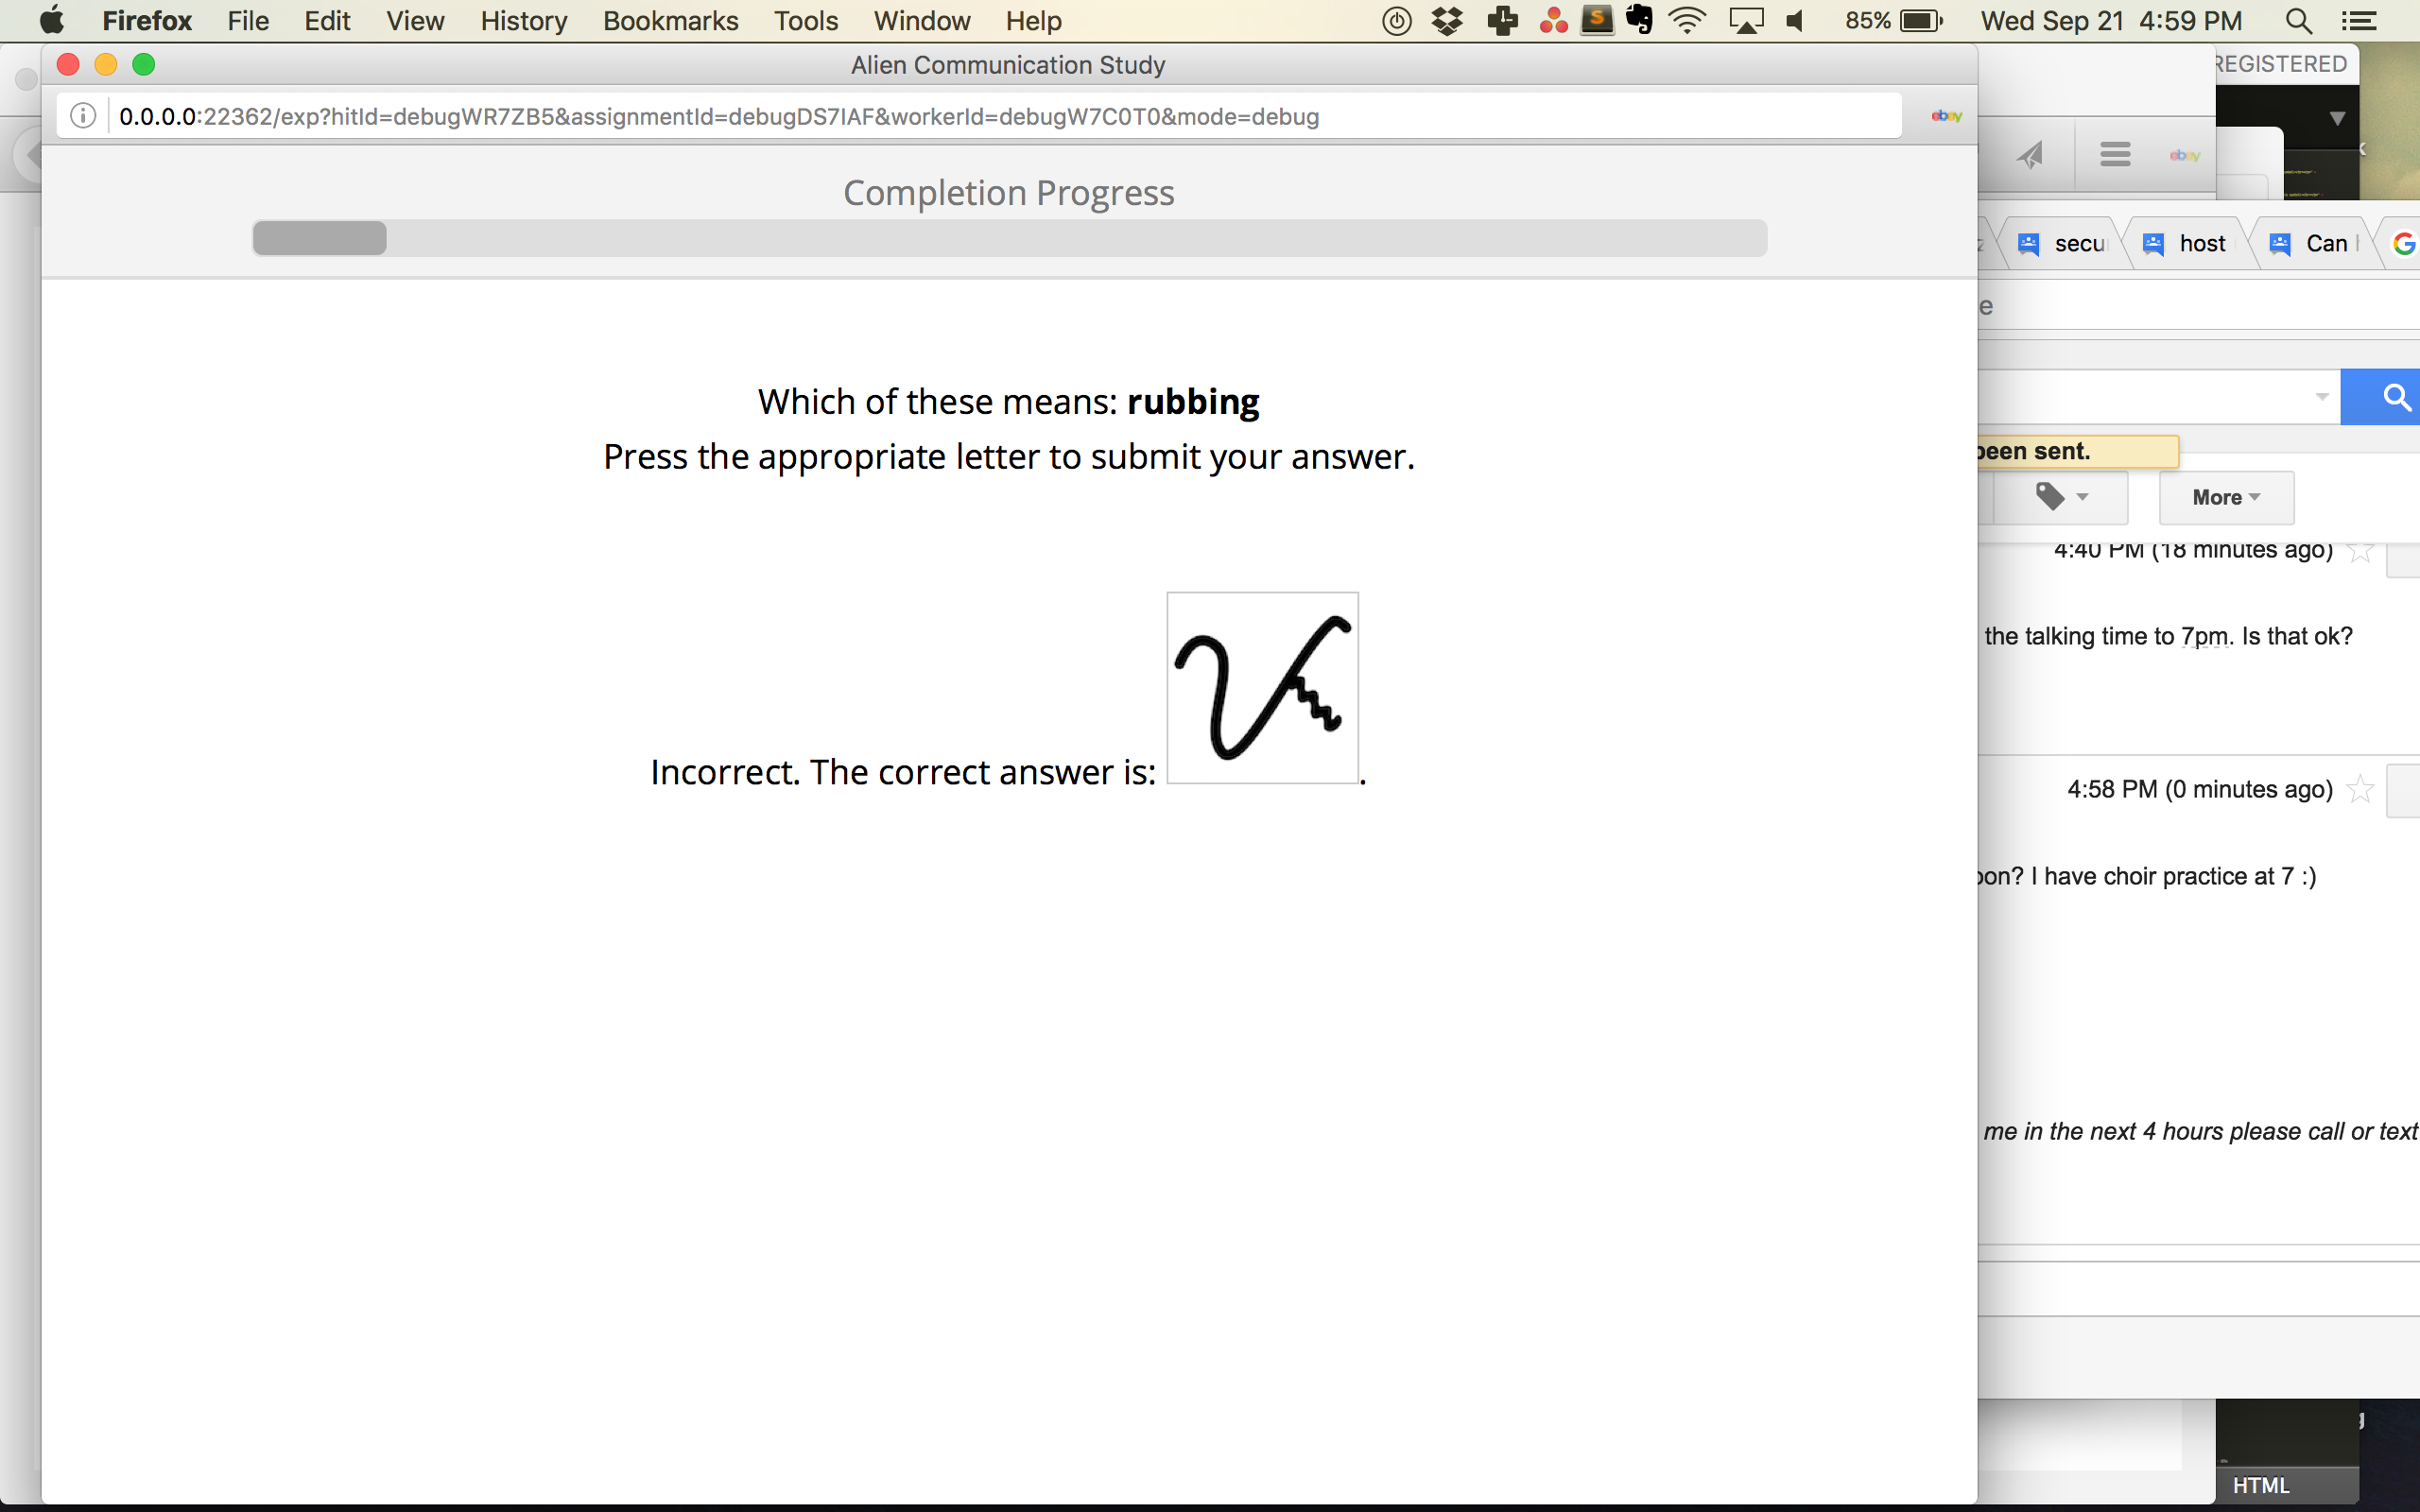 Firefox File Edit View History Bookmarks Tools Window Help
85% Wed Sep 21 4:59 PM
Alien Communication Study
0.0.0.0:22362/exp?hitId=debugWR7ZB5&assignmentId=debugDS7IAF&workerId=debugW7C0T0&mode=debug
ebay
Completion Progress
Which of these means: rubbing
Press the appropriate letter to submit your answer.
Incorrect. The correct answer is: .
REGISTERED
ebay
secu
host
Can
e
been sent.
More
4:40 PM (18 minutes ago)
the talking time to 7pm. Is that ok?
4:58 PM (0 minutes ago)
oon? I have choir practice at 7 :)
me in the next 4 hours please call or text
HTML